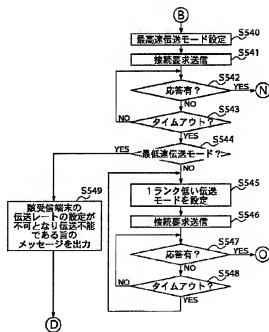 B
最高速伝送モード設定
S540
接続要求送信
S541
S542
応答有?
YES
N
NO
S543
タイムアウト?
NO
YES
S544
最低速伝送モード?
YES
NO
S549
該受信端末の
伝送レートの設定が
不可となり伝送不能
である旨の
メッセージを出力
D
1ランク低い伝送
モードを設定
S545
接続要求送信
S546
S547
応答有?
YES
O
NO
S548
タイムアウト?
NO
YES